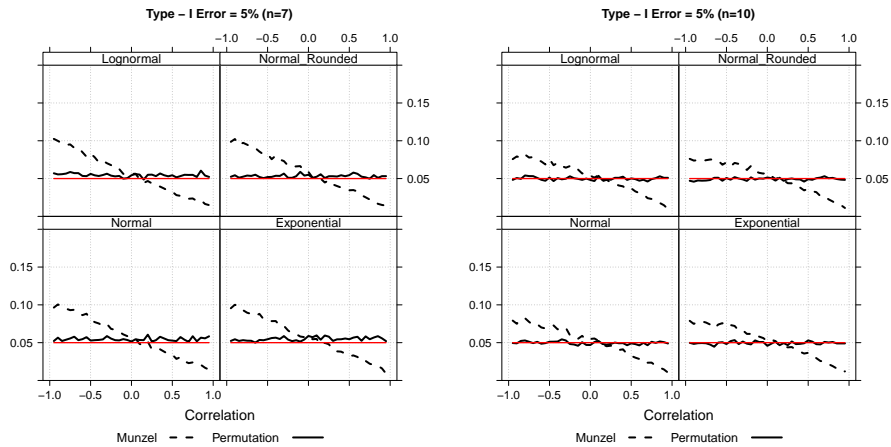 Type – I Error = 5% (n=7)
−1.0 −0.5 0.0 0.5 1.0
Lognormal Normal_Rounded
0.15
0.10
0.05
Normal Exponential
0.15
0.10
0.05
−1.0 −0.5 0.0 0.5 1.0
Correlation
Munzel Permutation
Type – I Error = 5% (n=10)
−1.0 −0.5 0.0 0.5 1.0
Lognormal Normal_Rounded
0.15
0.10
0.05
Normal Exponential
0.15
0.10
0.05
−1.0 −0.5 0.0 0.5 1.0
Correlation
Munzel Permutation